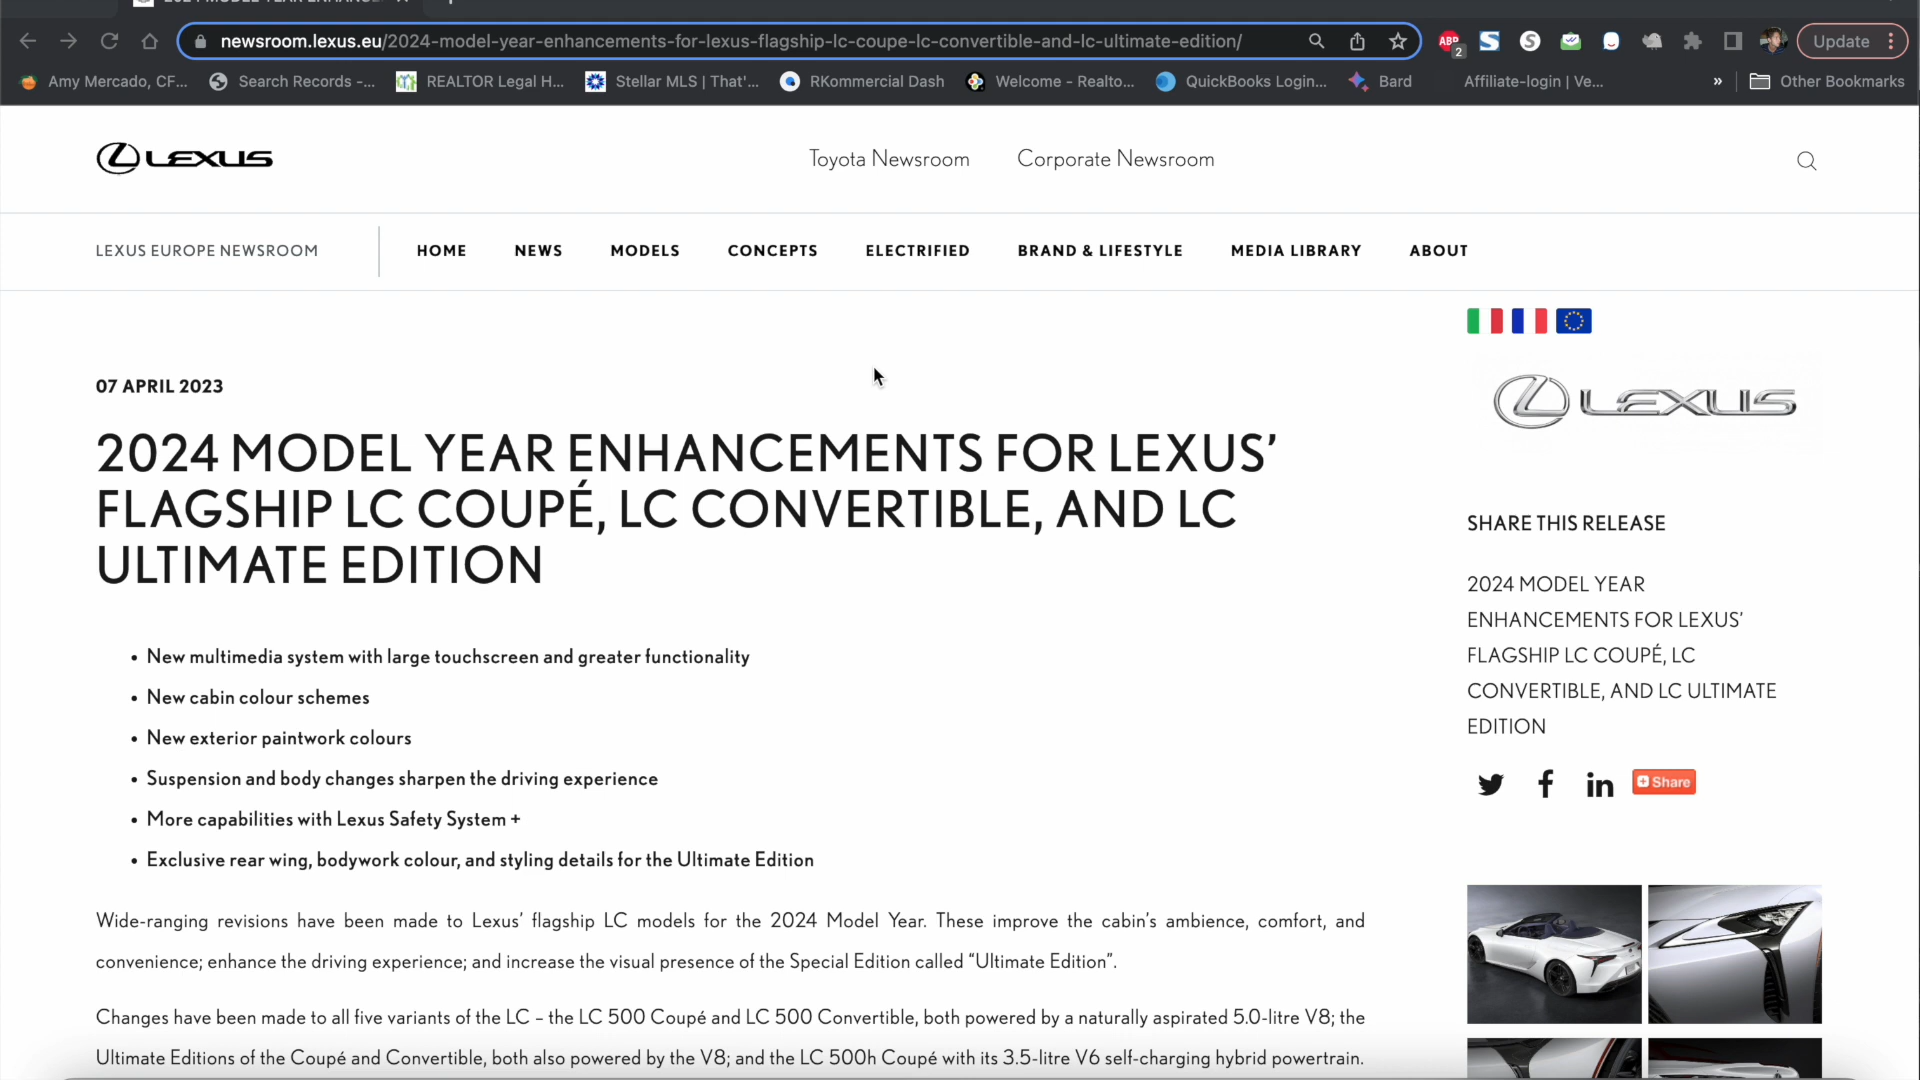 newsroom.lexus.eu/2024-model-year-enhancements-for-lexus-flagship-lc-coupe-lc-convertible-and-lc-ultimate-edition/
ABP
2
Update
Amy Mercado, CF...
Search Records -...
REALTOR Legal H...
Stellar MLS | That'...
RKommercial Dash
Welcome - Realto...
QuickBooks Login...
Bard
Affiliate-login | Ve...
»
Other Bookmarks
LEXUS
Toyota Newsroom
Corporate Newsroom
LEXUS EUROPE NEWSROOM
HOME
NEWS
MODELS
CONCEPTS
ELECTRIFIED
BRAND & LIFESTYLE
MEDIA LIBRARY
ABOUT
07 APRIL 2023
2024 MODEL YEAR ENHANCEMENTS FOR LEXUS’
FLAGSHIP LC COUPÉ, LC CONVERTIBLE, AND LC
ULTIMATE EDITION
• New multimedia system with large touchscreen and greater functionality
• New cabin colour schemes
• New exterior paintwork colours
• Suspension and body changes sharpen the driving experience
• More capabilities with Lexus Safety System +
• Exclusive rear wing, bodywork colour, and styling details for the Ultimate Edition
Wide-ranging revisions have been made to Lexus’ flagship LC models for the 2024 Model Year. These improve the cabin’s ambience, comfort, and
convenience; enhance the driving experience; and increase the visual presence of the Special Edition called “Ultimate Edition”.
Changes have been made to all five variants of the LC – the LC 500 Coupé and LC 500 Convertible, both powered by a naturally aspirated 5.0-litre V8; the
Ultimate Editions of the Coupé and Convertible, both also powered by the V8; and the LC 500h Coupé with its 3.5-litre V6 self-charging hybrid powertrain.
LEXUS
SHARE THIS RELEASE
2024 MODEL YEAR
ENHANCEMENTS FOR LEXUS’
FLAGSHIP LC COUPÉ, LC
CONVERTIBLE, AND LC ULTIMATE
EDITION
Share